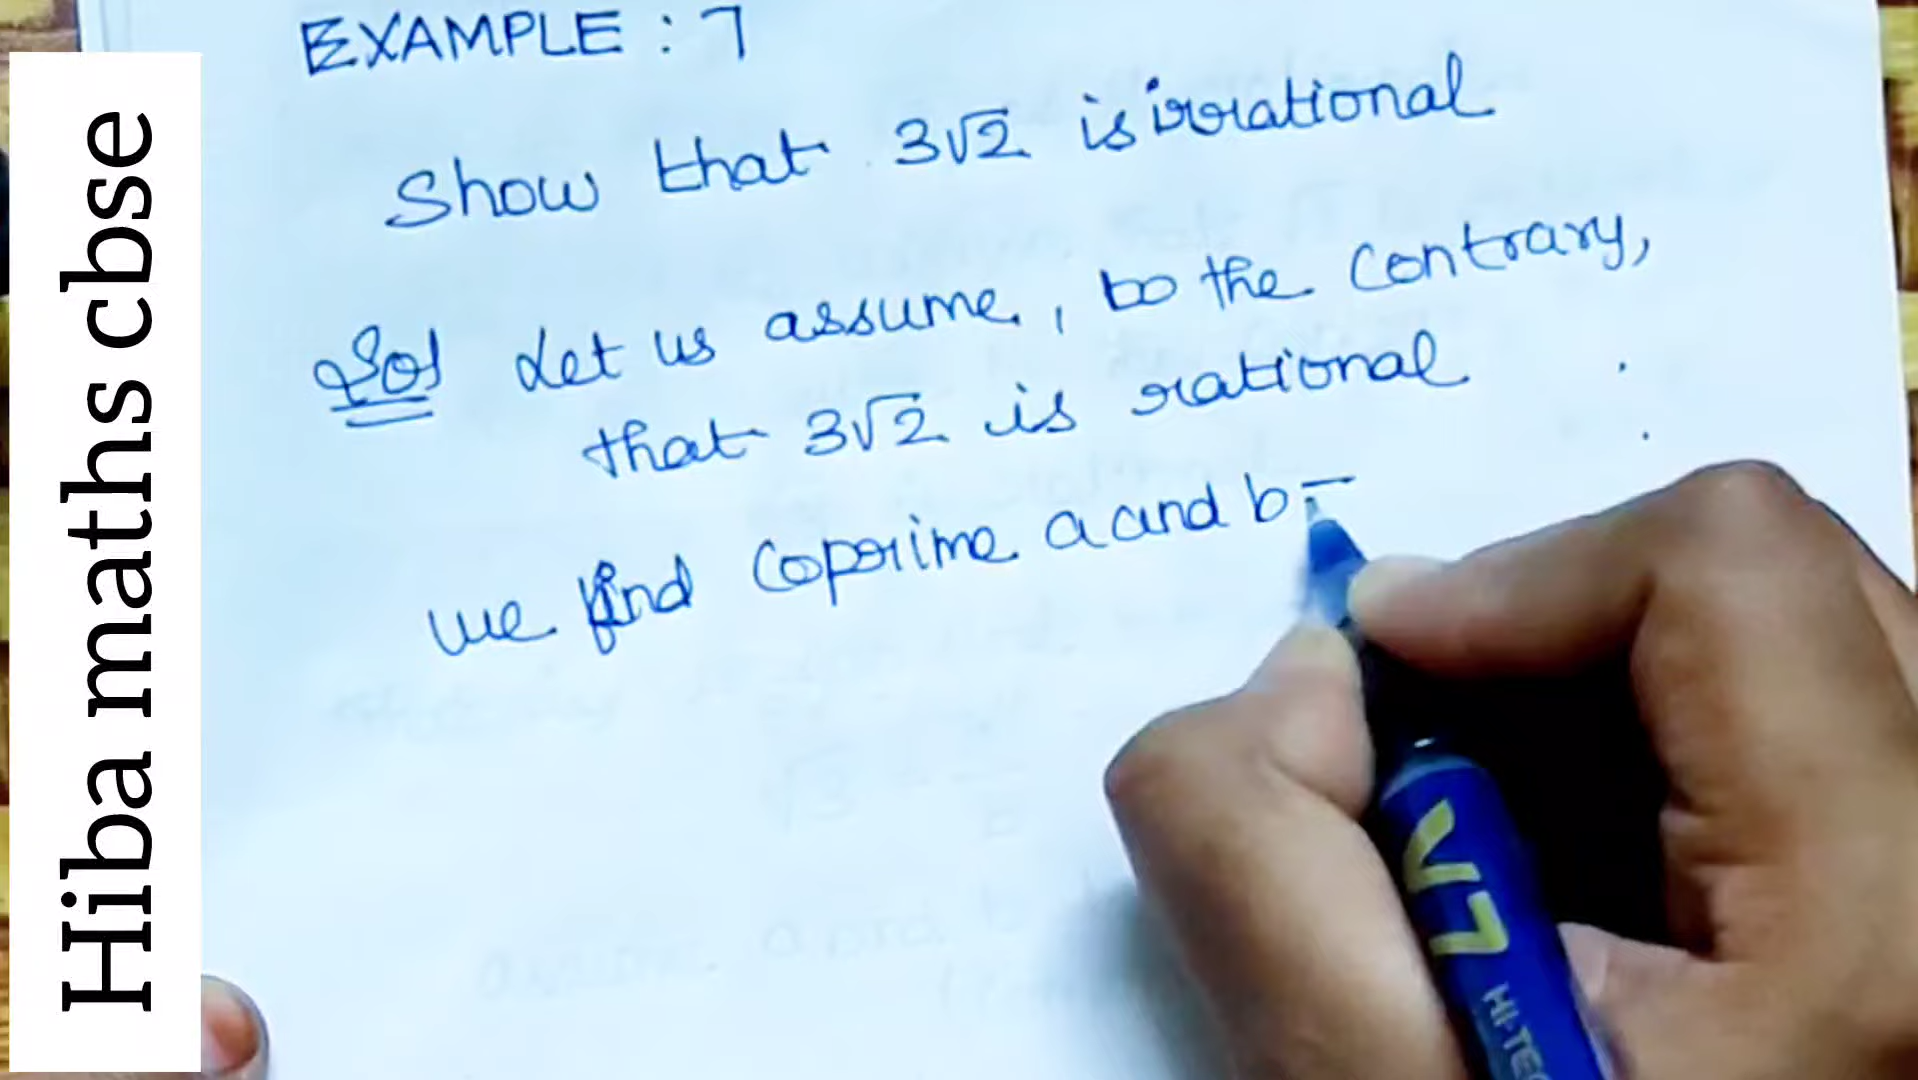 Hiba maths cbse
EXAMPLE : 7
Show that 3√2 is irrational
Sol Let us assume, to the contrary,
that 3√2 is rational
we find coprime a and b
V7
HI-TEC